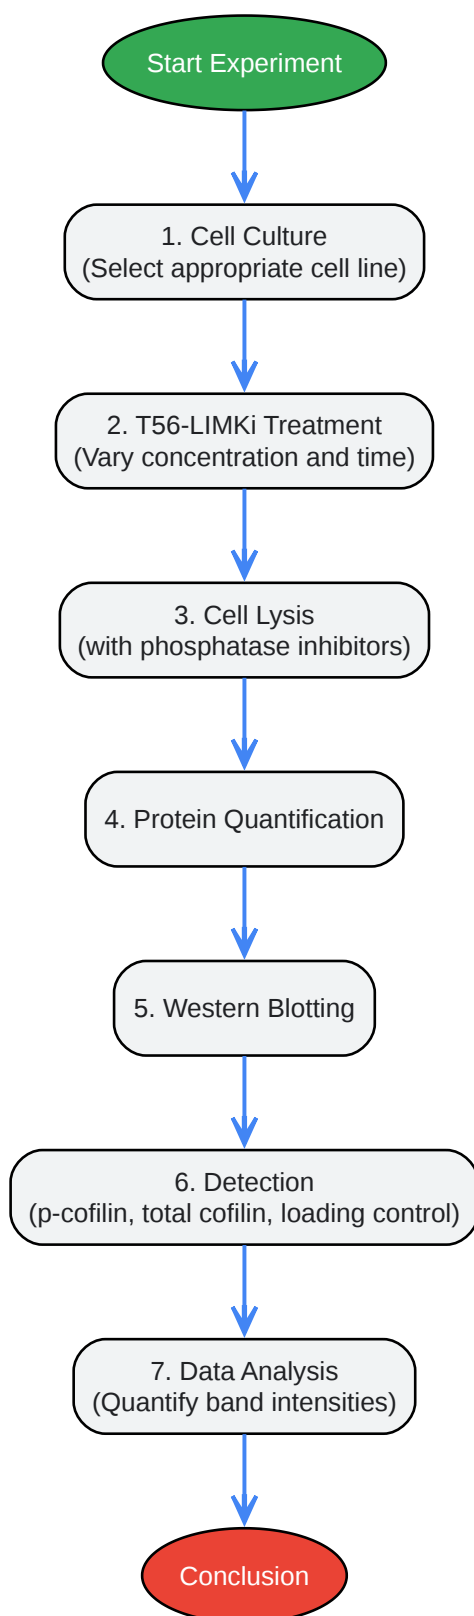 Start Experiment
1. Cell Culture
(Select appropriate cell line)
2. T56-LIMKi Treatment
(Vary concentration and time)
3. Cell Lysis
(with phosphatase inhibitors)
4. Protein Quantification
5. Western Blotting
6. Detection
(p-cofilin, total cofilin, loading control)
7. Data Analysis
(Quantify band intensities)
Conclusion